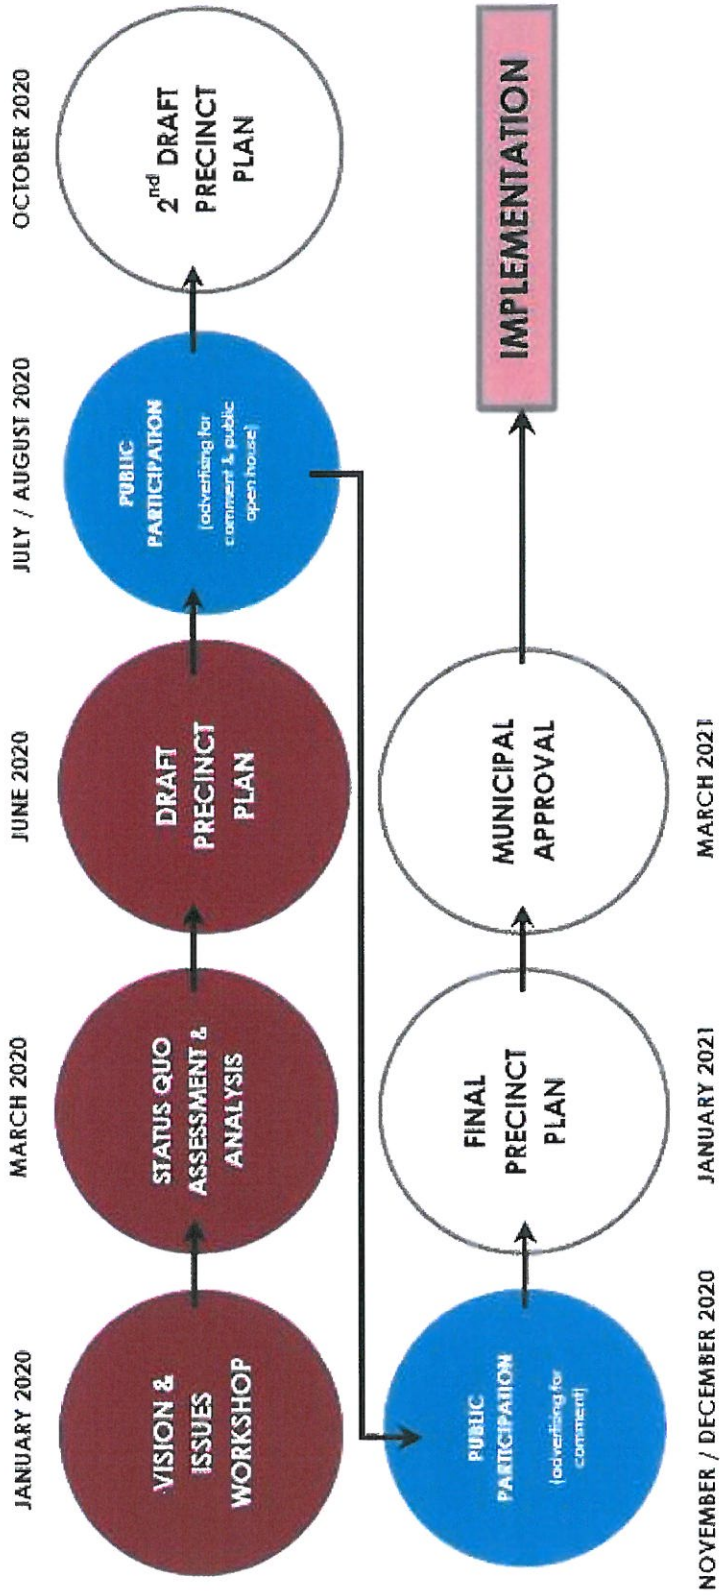 JANUARY 2020
MARCH 2020
JUNE 2020
JULY / AUGUST 2020
OCTOBER 2020
VISION &
ISSUES
WORKSHOP
STATUS QUO
ASSESSMENT &
ANALYSIS
DRAFT
PRECINCT
PLAN
PUBLIC
PARTICIPATION
(advertising for
comment & public
open house)
2nd DRAFT
PRECINCT
PLAN
PUBLIC
PARTICIPATION
(advertising for
comment)
FINAL
PRECINCT
PLAN
MUNICIPAL
APPROVAL
IMPLEMENTATION
NOVEMBER / DECEMBER 2020
JANUARY 2021
MARCH 2021